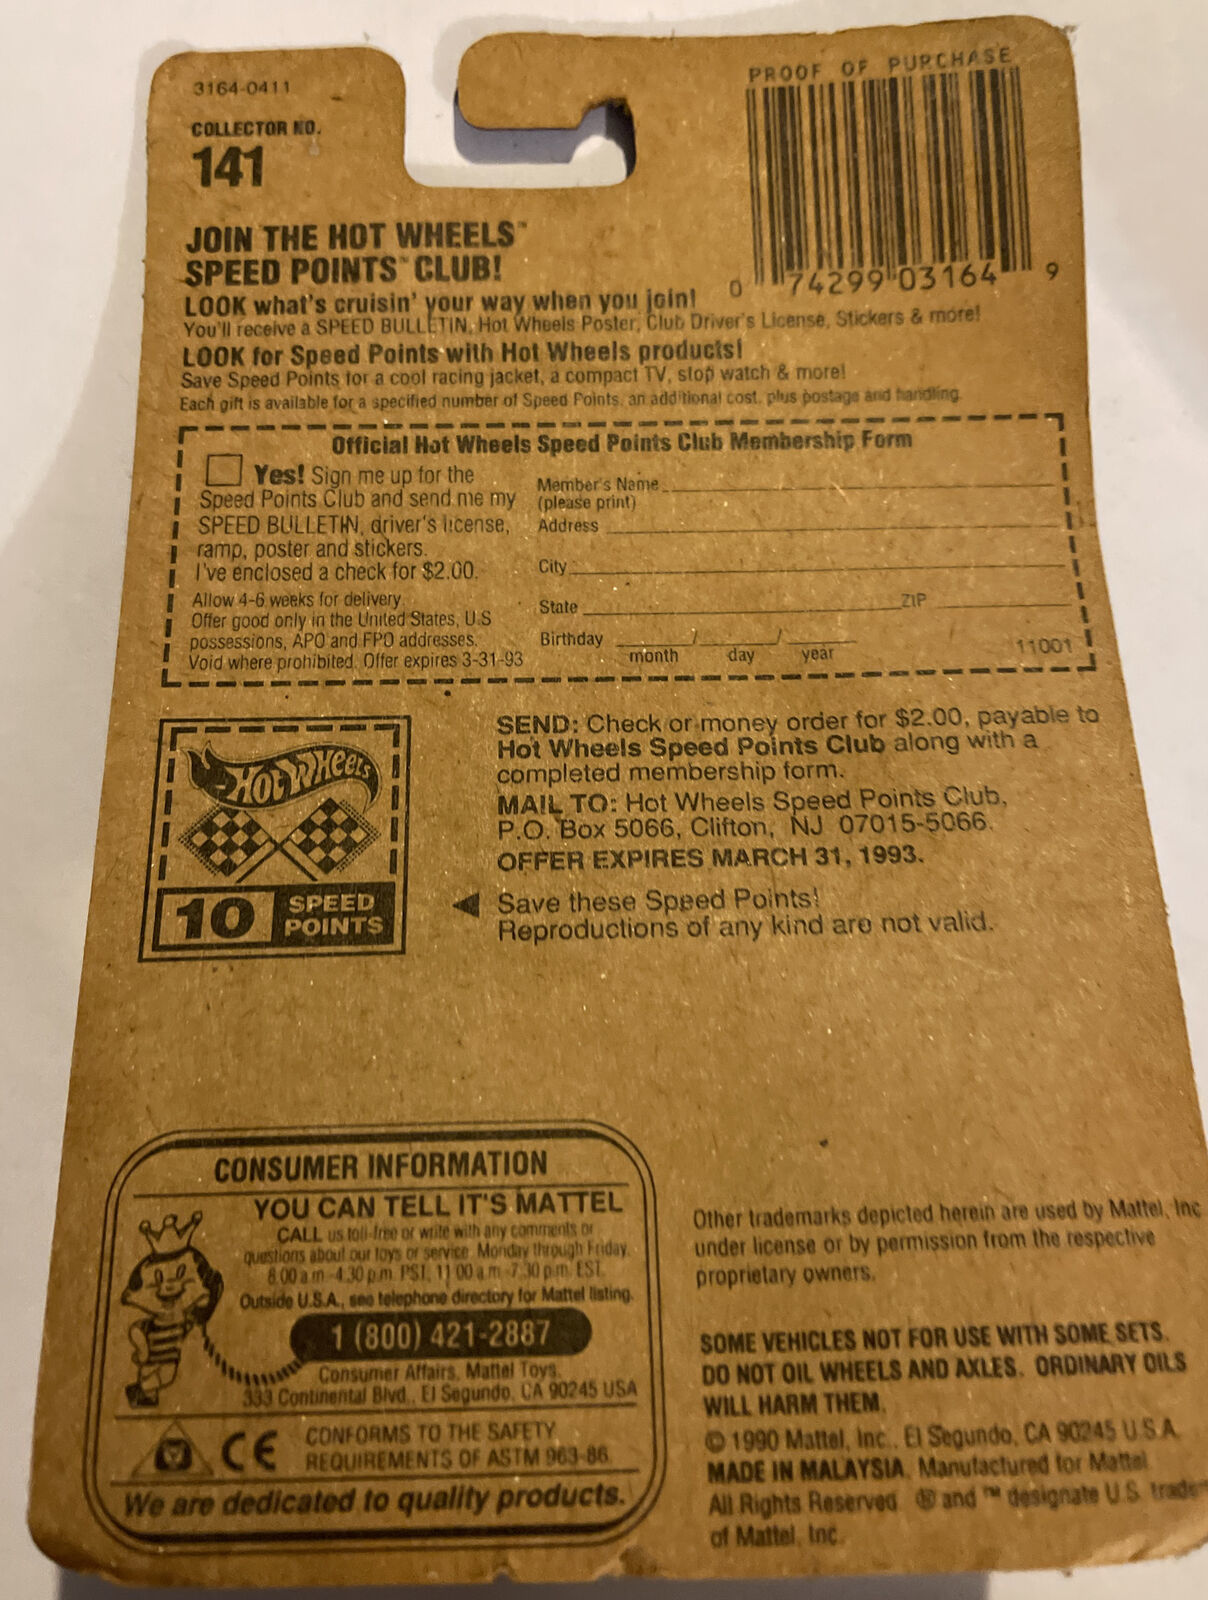 3164-0411
COLLECTOR NO.
141
PROOF OF PURCHASE
0 74299 03164 9
JOIN THE HOT WHEELS™
SPEED POINTS™ CLUB!
LOOK what's cruisin' your way when you join!
You'll receive a SPEED BULLETIN, Hot Wheels Poster, Club Driver's License, Stickers & more!
LOOK for Speed Points with Hot Wheels products!
Save Speed Points for a cool racing jacket, a compact TV, stop watch & more!
Each gift is available for a specified number of Speed Points, an additional cost, plus postage and handling.
Official Hot Wheels Speed Points Club Membership Form
Yes! Sign me up for the
Speed Points Club and send me my
SPEED BULLETIN, driver's license,
ramp, poster and stickers.
I've enclosed a check for $2.00.
Allow 4-6 weeks for delivery.
Offer good only in the United States, U.S
possessions, APO and FPO addresses.
Void where prohibited. Offer expires 3-31-93
Member's Name
(please print)
Address
City
State ZIP
Birthday / /
month day year
11001
Hot Wheels
10 SPEED
POINTS
SEND: Check or money order for $2.00, payable to
Hot Wheels Speed Points Club along with a
completed membership form.
MAIL TO: Hot Wheels Speed Points Club,
P.O. Box 5066, Clifton, NJ 07015-5066.
OFFER EXPIRES MARCH 31, 1993.
◀ Save these Speed Points!
Reproductions of any kind are not valid.
CONSUMER INFORMATION
YOU CAN TELL IT'S MATTEL
CALL us toll-free or write with any comments or
questions about our toys or service. Monday through Friday,
8:00 a.m.-4:30 p.m. PST, 11:00 a.m.-7:30 p.m. EST.
Outside U.S.A., see telephone directory for Mattel listing.
1 (800) 421-2887
Consumer Affairs, Mattel Toys,
333 Continental Blvd., El Segundo, CA 90245 USA
CE
CONFORMS TO THE SAFETY
REQUIREMENTS OF ASTM 963-86
We are dedicated to quality products.
Other trademarks depicted herein are used by Mattel, Inc
under license or by permission from the respective
proprietary owners.
SOME VEHICLES NOT FOR USE WITH SOME SETS.
DO NOT OIL WHEELS AND AXLES. ORDINARY OILS
WILL HARM THEM.
© 1990 Mattel, Inc., El Segundo, CA 90245 U.S.A.
MADE IN MALAYSIA. Manufactured for Mattel
All Rights Reserved. ® and ™ designate U.S. trade
of Mattel, Inc.